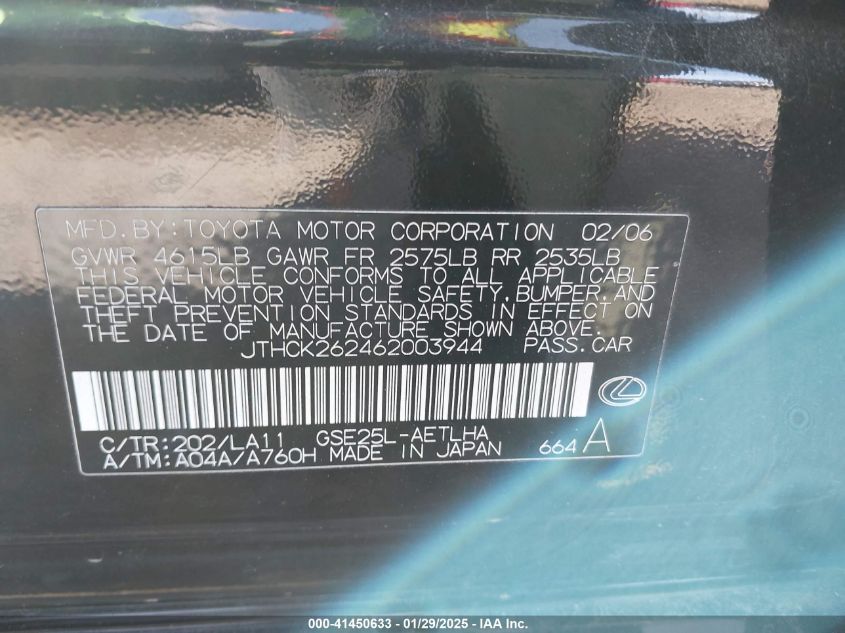 MFD. BY: TOYOTA MOTOR CORPORATION 02/06
GVWR 4615LB GAWR FR 2575LB RR 2535LB
THIS VEHICLE CONFORMS TO ALL APPLICABLE
FEDERAL MOTOR VEHICLE SAFETY, BUMPER, AND
THEFT PREVENTION STANDARDS IN EFFECT ON
THE DATE OF MANUFACTURE SHOWN ABOVE.
JTHCK262462003944 PASS. CAR
C/TR: 202/LA11 GSE25L-AETLHA
A/TM: A04A/A760H MADE IN JAPAN 664 A
000-41450633 - 01/29/2025 - IAA Inc.